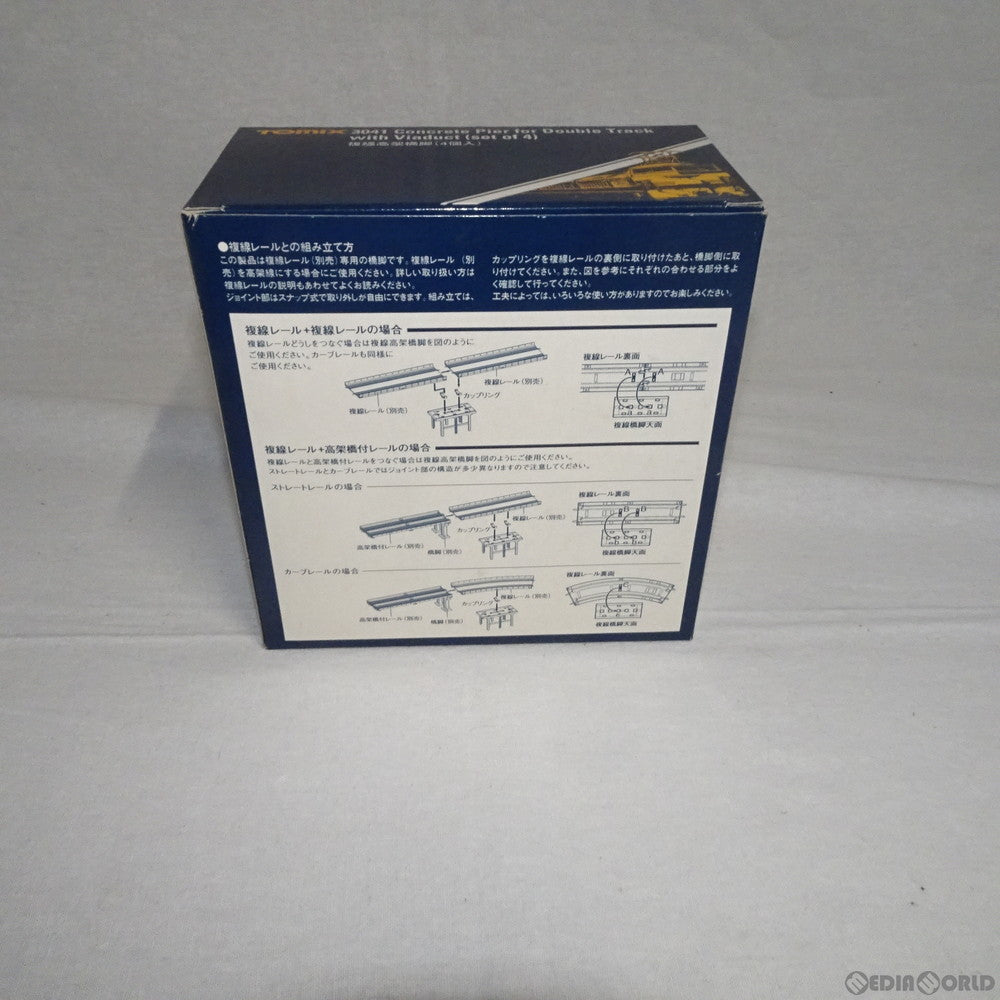 TOMIX 3041 Concrete Pier for Double Track
with Viaduct (set of 4)
複線高架橋脚(4個入)
●複線レールとの組み立て方
この製品は複線レール(別売)専用の橋脚です。複線レール (別
売)を高架線にする場合にご使用ください。詳しい取り扱い方は
複線レールの説明もあわせてよくお読みください。
ジョイント部はスナップ式で取り外しが自由にできます。組み立ては、
カップリングを複線レールの裏側に取り付けたあと、橋脚側に取
り付けてください。また、図を参考にそれぞれの合わせる部分をよ
く確認して行ってください。
工夫によっては、いろいろな使い方がありますのでお楽しみください。
複線レール+複線レールの場合
複線レールどうしをつなぐ場合は複線高架橋脚を図のように
ご使用ください。カーブレールも同様に
ご使用ください。
複線レール(別売)
複線レール(別売)
カップリング
複線レール裏面
A
A
複線橋脚天面
複線レール+高架橋付レールの場合
複線レールと高架橋付レールをつなぐ場合は複線高架橋脚を図のようにご使用ください。
ストレートレールとカーブレールではジョイント部の構造が多少異なりますので注意してください。
ストレートレールの場合
高架橋付レール(別売)
橋脚(別売)
カップリング
複線レール(別売)
複線レール裏面
複線橋脚天面
カーブレールの場合
高架橋付レール(別売)
橋脚(別売)
カップリング
複線レール(別売)
複線レール裏面
複線橋脚天面
MEDIAWORLD